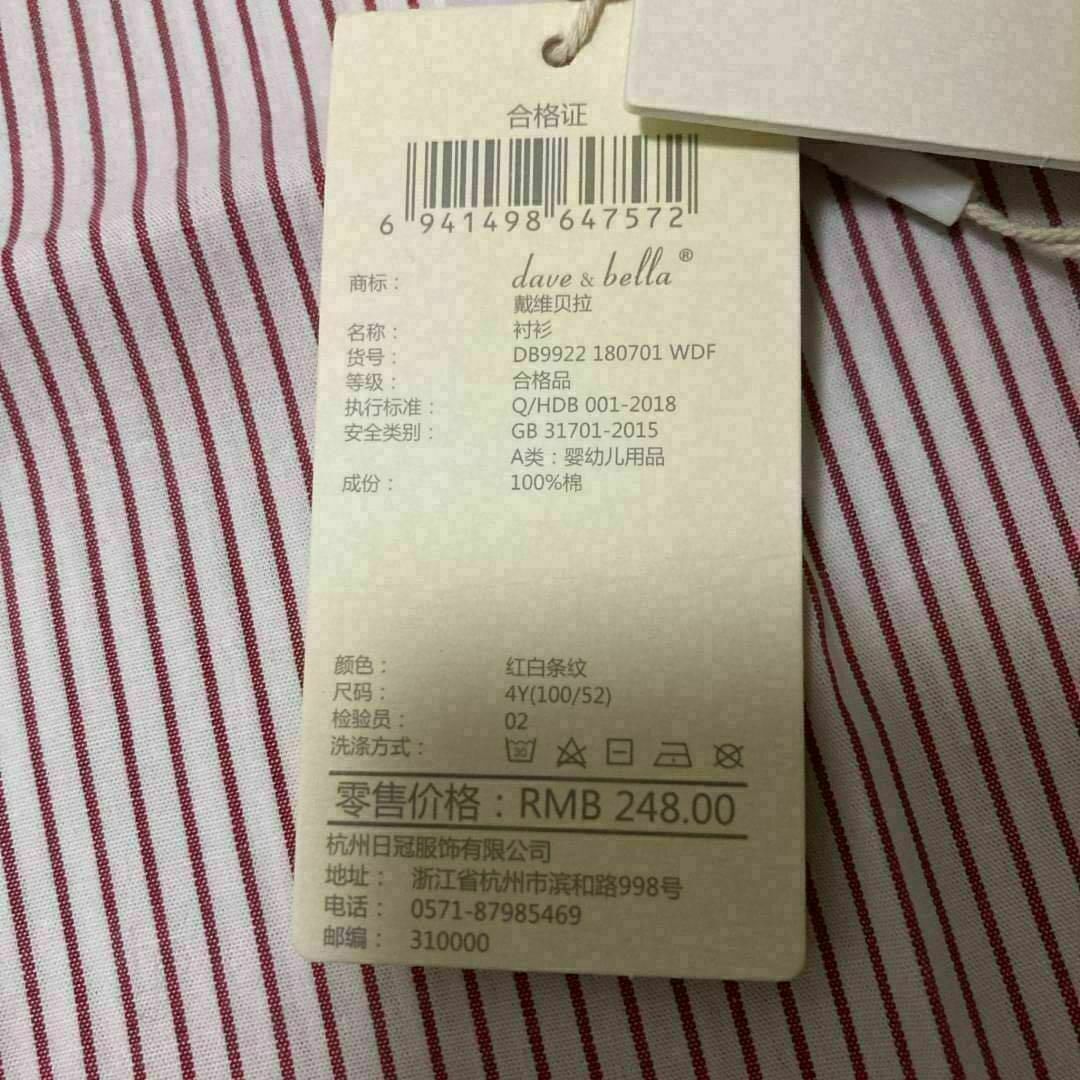 合格证
6 941498 647572
商标： dave & bella®
戴维贝拉
名称： 衬衫
货号： DB9922 180701 WDF
等级： 合格品
执行标准： Q/HDB 001-2018
安全类别： GB 31701-2015
A类：婴幼儿用品
成份： 100%棉
颜色： 红白条纹
尺码： 4Y(100/52)
检验员： 02
洗涤方式： 30
零售价格：RMB 248.00
杭州日冠服饰有限公司
地址： 浙江省杭州市滨和路998号
电话： 0571-87985469
邮编： 310000